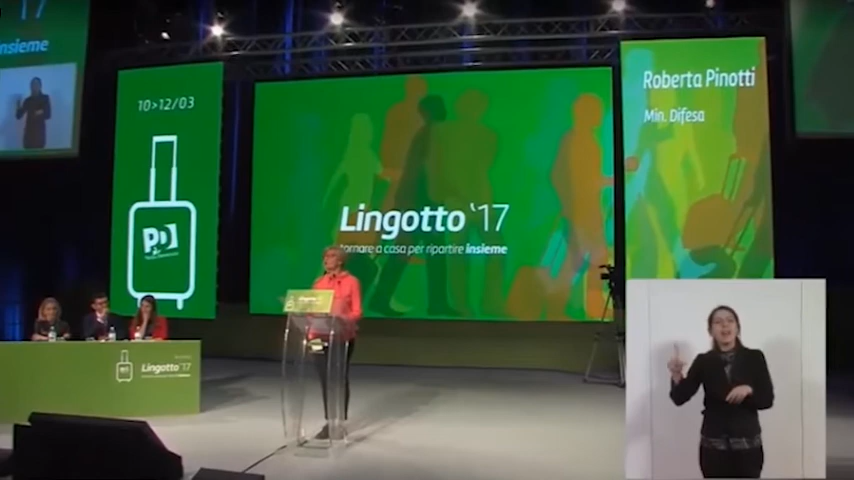 insieme
10>12/03
PD
Lingotto '17
tornare a casa per ripartire insieme
Roberta Pinotti
Min. Difesa
Lingotto '17